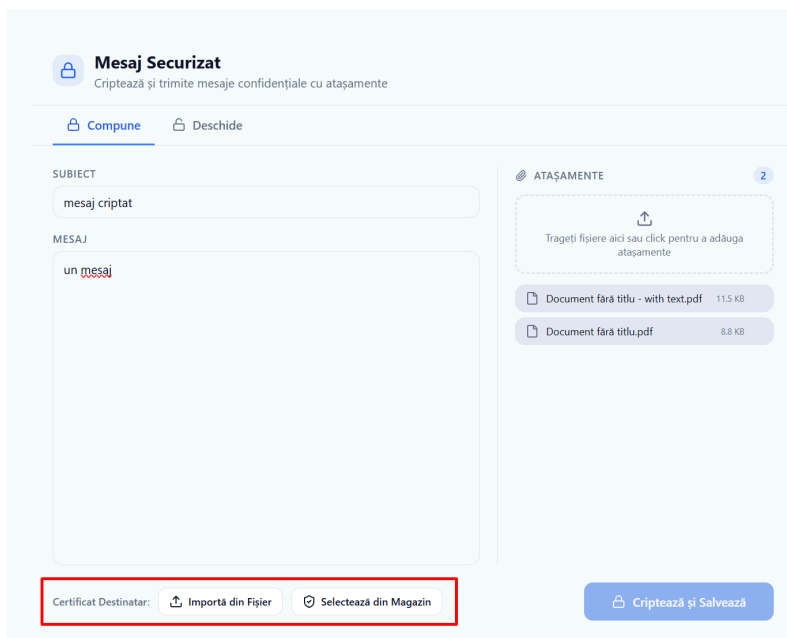 Mesaj Securizat
Criptează și trimite mesaje confidențiale cu atașamente
Compune
Deschide
SUBIECT
mesaj criptat
MESAJ
un mesaj
ATAȘAMENTE
2
Trageți fișiere aici sau click pentru a adăuga
atașamente
Document fără titlu - with text.pdf 11.5 KB
Document fără titlu.pdf 8.8 KB
Certificat Destinatar:
Importă din Fișier
Selectează din Magazin
Criptează și Salvează